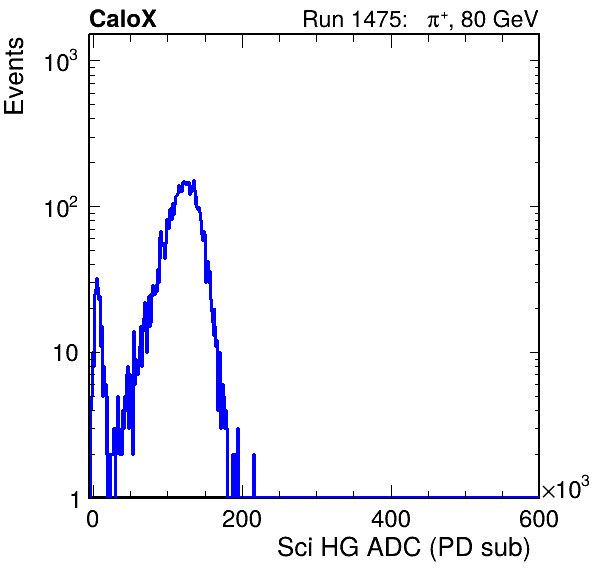 CaloX Run 1475: π⁺, 80 GeV
Events
10³
10²
10
1
0 200 400 600
×10³
Sci HG ADC (PD sub)